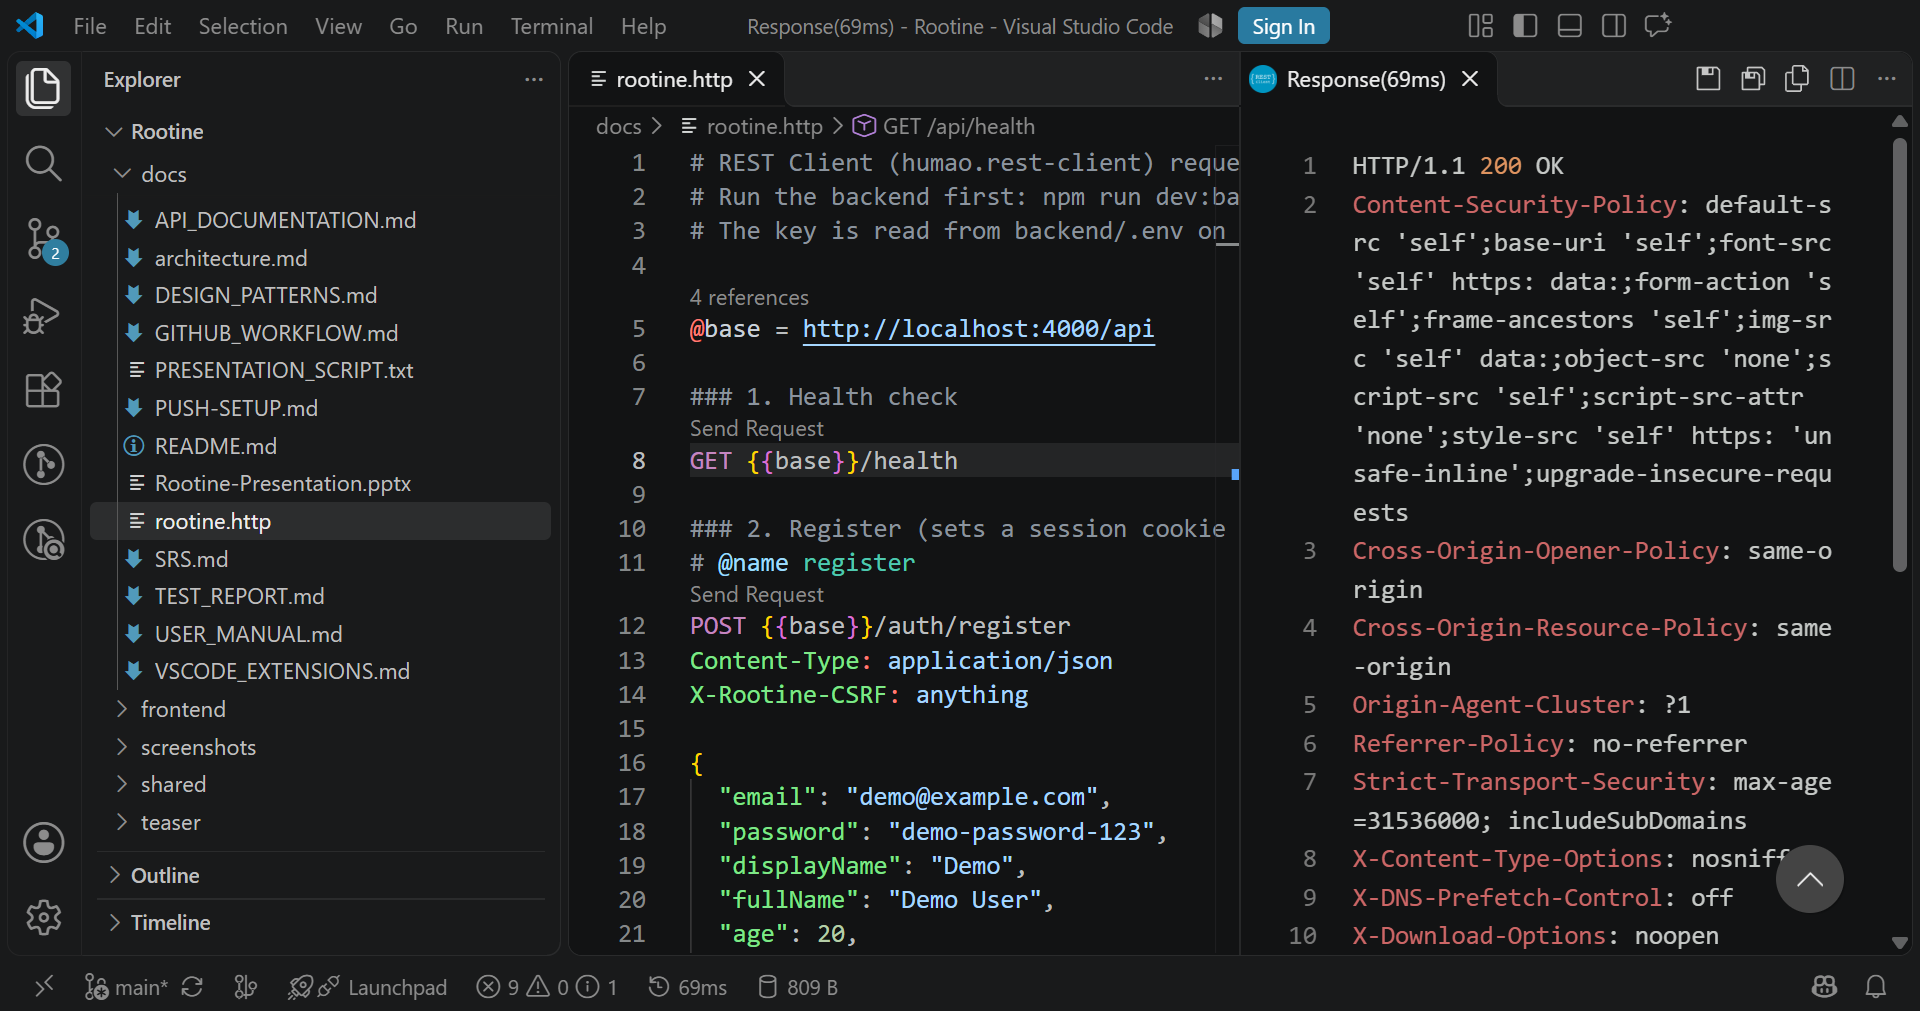 File Edit Selection View Go Run Terminal Help
Response(69ms) - Rootine - Visual Studio Code
Sign In
Explorer
Rootine
docs
API_DOCUMENTATION.md
architecture.md
DESIGN_PATTERNS.md
GITHUB_WORKFLOW.md
PRESENTATION_SCRIPT.txt
PUSH-SETUP.md
README.md
Rootine-Presentation.pptx
rootine.http
SRS.md
TEST_REPORT.md
USER_MANUAL.md
VSCODE_EXTENSIONS.md
frontend
screenshots
shared
teaser
Outline
Timeline
2
rootine.http
docs > rootine.http > GET /api/health
1 # REST Client (humao.rest-client) reque
2 # Run the backend first: npm run dev:ba
3 # The key is read from backend/.env on
4
4 references
5 @base = http://localhost:4000/api
6
7 ### 1. Health check
Send Request
8 GET {{base}}/health
9
10 ### 2. Register (sets a session cookie
11 # @name register
Send Request
12 POST {{base}}/auth/register
13 Content-Type: application/json
14 X-Rootine-CSRF: anything
15
16 {
17 "email": "demo@example.com",
18 "password": "demo-password-123",
19 "displayName": "Demo",
20 "fullName": "Demo User",
21 "age": 20,
Response(69ms)
1 HTTP/1.1 200 OK
2 Content-Security-Policy: default-s
rc 'self';base-uri 'self';font-src
'self' https: data:;form-action 's
elf';frame-ancestors 'self';img-sr
c 'self' data:;object-src 'none';s
cript-src 'self';script-src-attr
'none';style-src 'self' https: 'un
safe-inline';upgrade-insecure-requ
ests
3 Cross-Origin-Opener-Policy: same-o
rigin
4 Cross-Origin-Resource-Policy: same
-origin
5 Origin-Agent-Cluster: ?1
6 Referrer-Policy: no-referrer
7 Strict-Transport-Security: max-age
=31536000; includeSubDomains
8 X-Content-Type-Options: nosniff
9 X-DNS-Prefetch-Control: off
10 X-Download-Options: noopen
main* Launchpad 9 0 1 69ms 809 B